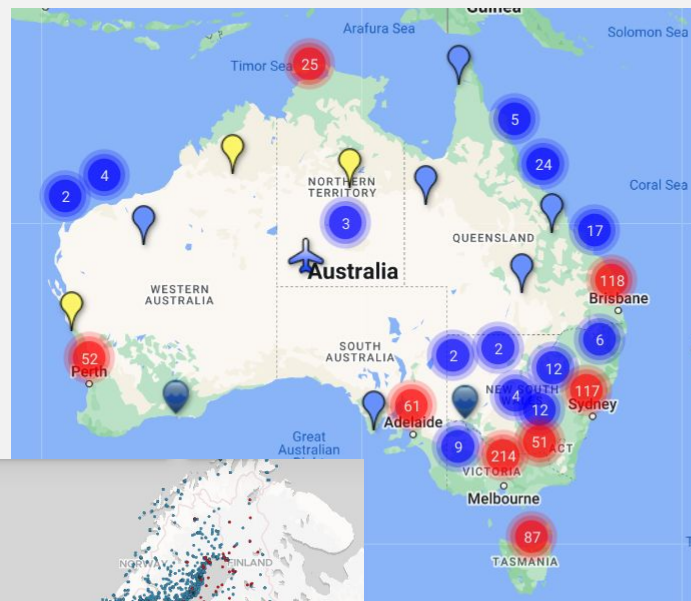 Guinea
Arafura Sea
Solomon Sea
Timor Sea
25
5
4
24
2
NORTHERN
TERRITORY
Coral Sea
3
17
QUEENSLAND
Australia
WESTERN
AUSTRALIA
118
Brisbane
SOUTH
AUSTRALIA
6
52
2
2
12
Perth
4
NEW SOUTH
117
61
12
Sydney
Adelaide
Great
Australian
9
51
ACT
214
VICTORIA
Melbourne
87
TASMANIA
NORWAY
FINLAND